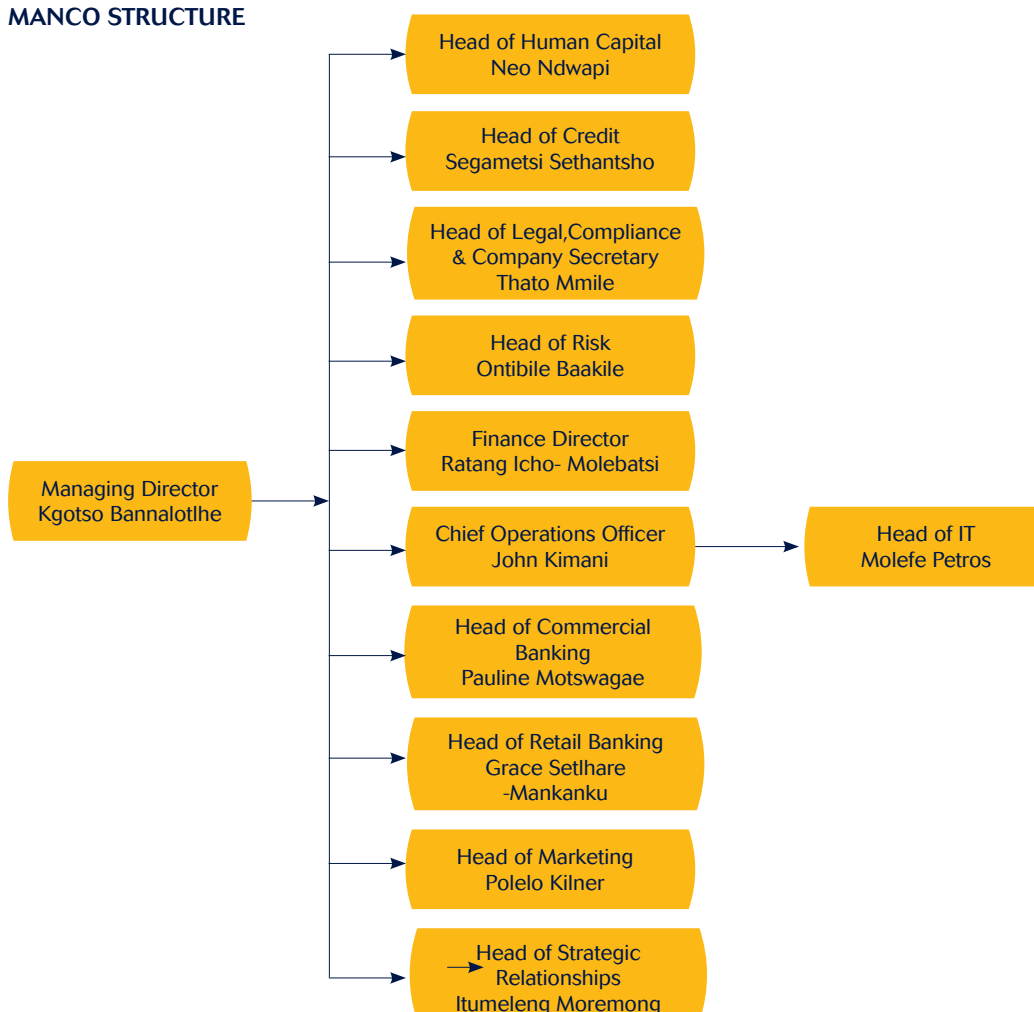 MANCO STRUCTURE
Head of Human Capital
Neo Ndwapi
Head of Credit
Segametsi Sethantsho
Head of Legal,Compliance
& Company Secretary
Thato Mmile
Head of Risk
Ontibile Baakile
Finance Director
Ratang Icho- Molebatsi
Managing Director
Kgotso Bannalotlhe
Chief Operations Officer
John Kimani
Head of IT
Molefe Petros
Head of Commercial
Banking
Pauline Motswagae
Head of Retail Banking
Grace Setlhare
-Mankanku
Head of Marketing
Polelo Kilner
Head of Strategic
Relationships
Itumeleng Moremong